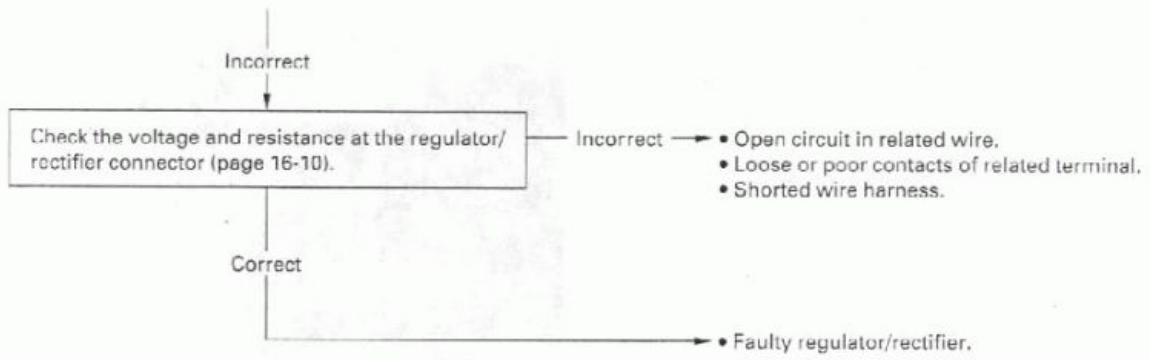 Incorrect
Check the voltage and resistance at the regulator/
rectifier connector (page 16-10).
Incorrect
• Open circuit in related wire.
• Loose or poor contacts of related terminal.
• Shorted wire harness.
Correct
• Faulty regulator/rectifier.